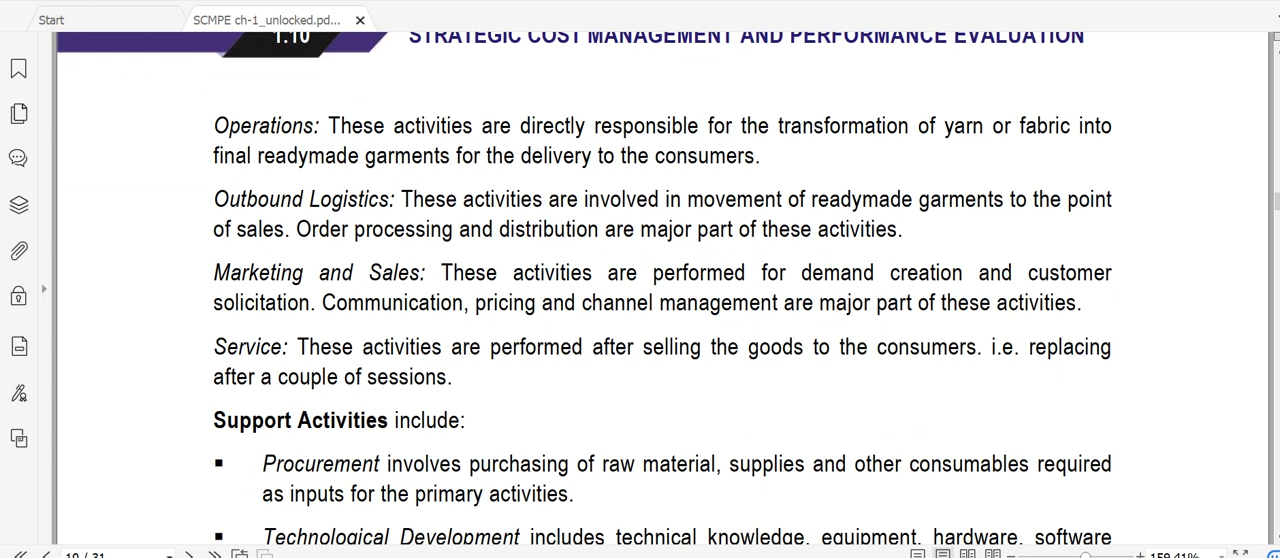 Start
SCMPE ch-1_unlocked.pd...
1.10
STRATEGIC COST MANAGEMENT AND PERFORMANCE EVALUATION
Operations: These activities are directly responsible for the transformation of yarn or fabric into
final readymade garments for the delivery to the consumers.
Outbound Logistics: These activities are involved in movement of readymade garments to the point
of sales. Order processing and distribution are major part of these activities.
Marketing and Sales: These activities are performed for demand creation and customer
solicitation. Communication, pricing and channel management are major part of these activities.
Service: These activities are performed after selling the goods to the consumers. i.e. replacing
after a couple of sessions.
Support Activities include:
▪ Procurement involves purchasing of raw material, supplies and other consumables required
as inputs for the primary activities.
▪ Technological Development includes technical knowledge, equipment, hardware, software
10 / 31
159.41%